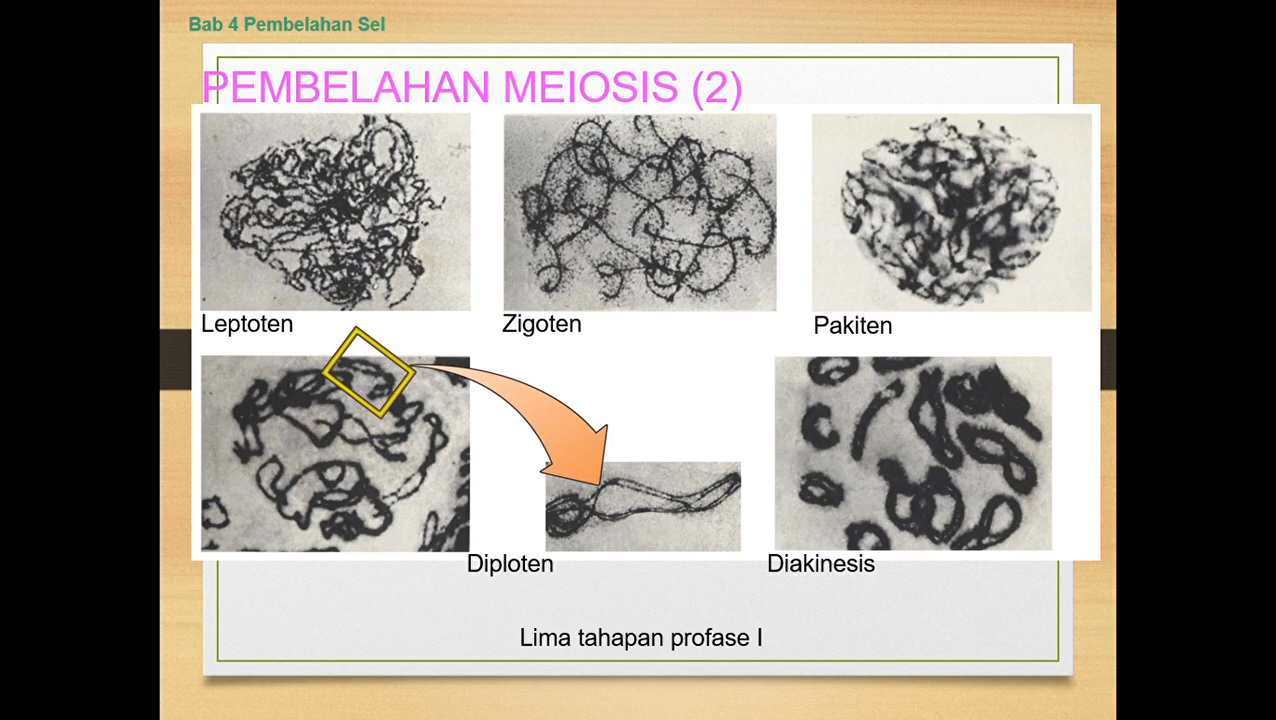 Bab 4 Pembelahan Sel
PEMBELAHAN MEIOSIS (2)
Leptoten
Zigoten
Pakiten
Diploten
Diakinesis
Lima tahapan profase I